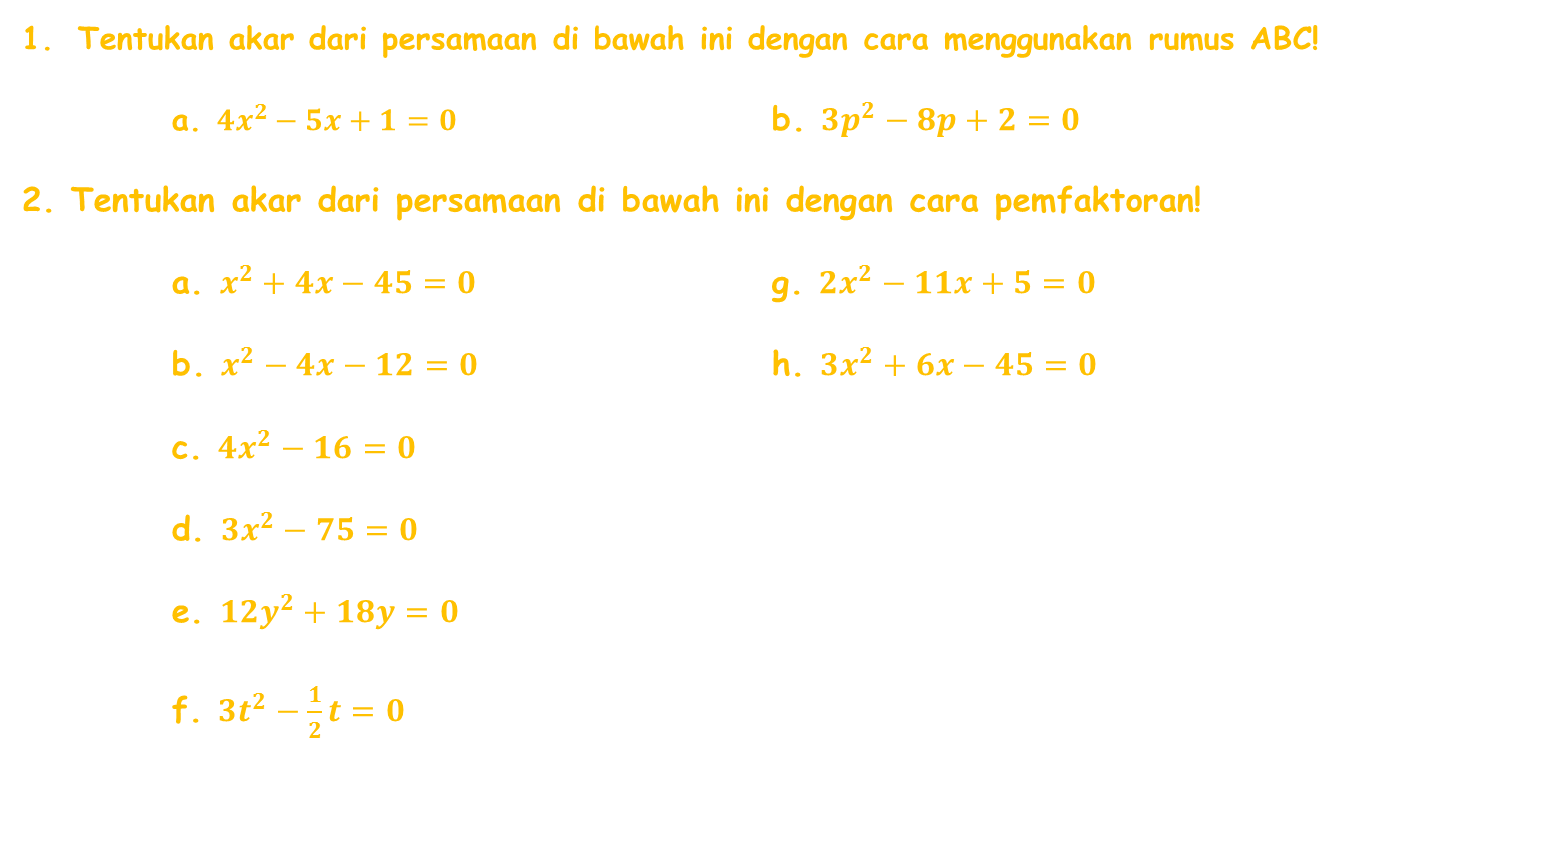 1. Tentukan akar dari persamaan di bawah ini dengan cara menggunakan rumus ABC!
a. 4x² − 5x + 1 = 0 b. 3p² − 8p + 2 = 0
2. Tentukan akar dari persamaan di bawah ini dengan cara pemfaktoran!
a. x² + 4x − 45 = 0 g. 2x² − 11x + 5 = 0
b. x² − 4x − 12 = 0 h. 3x² + 6x − 45 = 0
c. 4x² − 16 = 0
d. 3x² − 75 = 0
e. 12y² + 18y = 0
f. 3t² − 1/2 t = 0